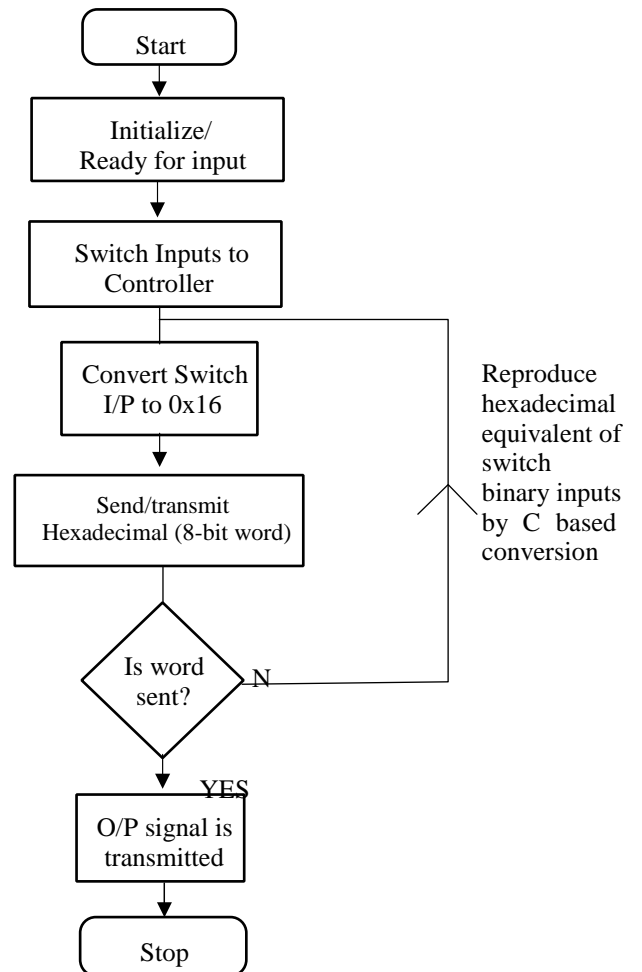 Start
Initialize/
Ready for input
Switch Inputs to
Controller
Convert Switch
I/P to 0x16
Reproduce
hexadecimal
equivalent of
switch
binary inputs
by C based
conversion
Send/transmit
Hexadecimal (8-bit word)
Is word
sent?
N
YES
O/P signal is
transmitted
Stop